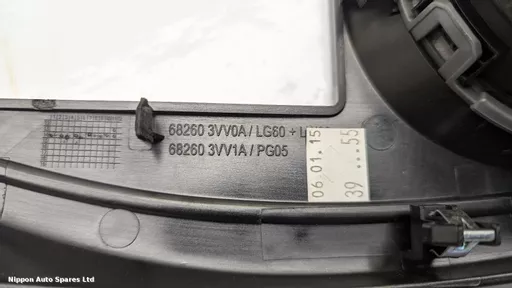 68260 3VV0A / LG60 + L
68260 3VV1A / PG05
06.01.15
39 ... 55
Nippon Auto Spares Ltd